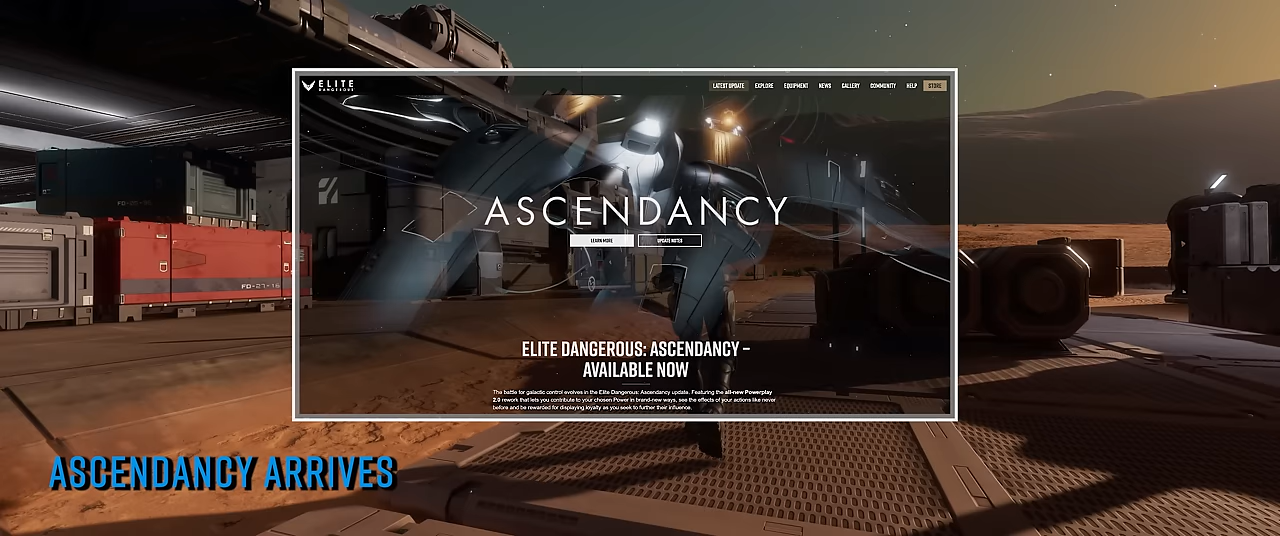 ELITE
DANGEROUS
LATEST UPDATE EXPLORE EQUIPMENT NEWS GALLERY COMMUNITY HELP STORE
ASCENDANCY
LEARN MORE UPDATE NOTES
FD-27-16
ELITE DANGEROUS: ASCENDANCY –
AVAILABLE NOW
The battle for galactic control evolves in the Elite Dangerous: Ascendancy update. Featuring the all-new Powerplay
2.0 rework that lets you contribute to your chosen Power in brand-new ways, see the effects of your actions like never
before and be rewarded for displaying loyalty as you seek to further their influence.
ASCENDANCY ARRIVES